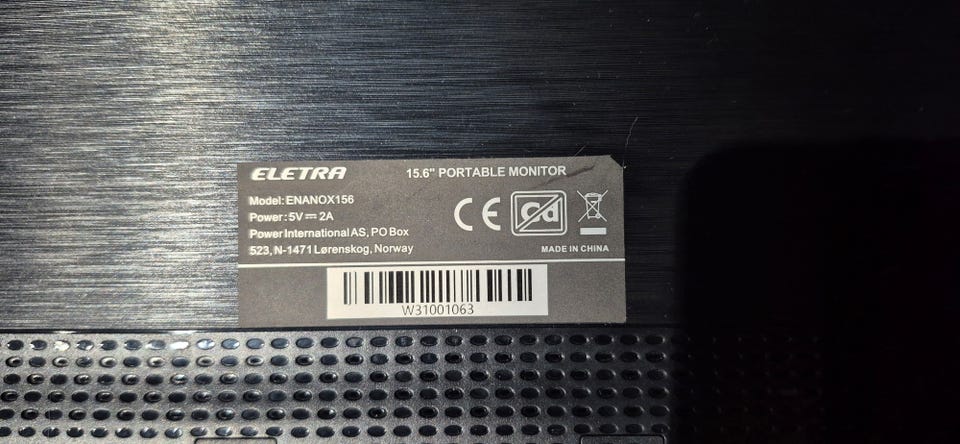 ELETRA 15.6" PORTABLE MONITOR
Model: ENANOX156
Power: 5V ⎓ 2A
Power International AS, PO Box
523, N-1471 Lørenskog, Norway
CE Cd
MADE IN CHINA
W31001063